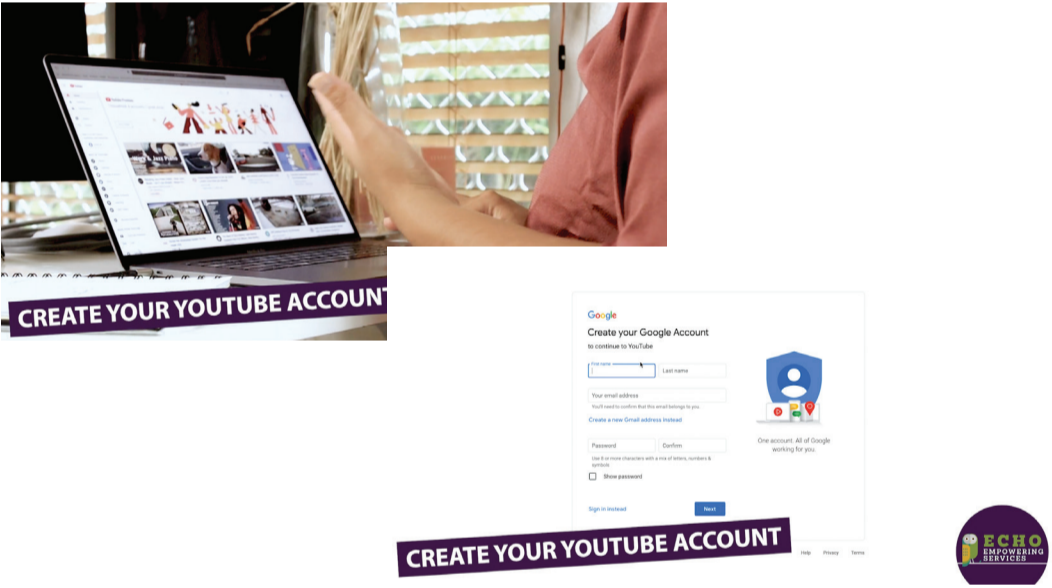 CREATE YOUR YOUTUBE ACCOUNT
Google
Create your Google Account
to continue to YouTube
First name
Last name
Your email address
You'll need to confirm that this email belongs to you.
Create a new Gmail address instead
Password
Confirm
Use 8 or more characters with a mix of letters, numbers &
symbols
Show password
One account. All of Google
working for you.
Sign in instead
Next
Help
Privacy
Terms
CREATE YOUR YOUTUBE ACCOUNT
ECHO
EMPOWERING
SERVICES